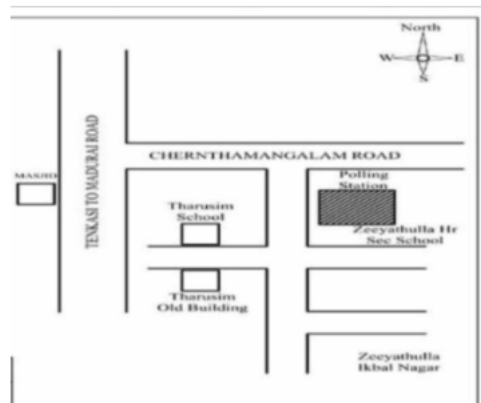 North
W
E
S
CHERNTHAMANGALAM ROAD
TENKASI TO MADURAI ROAD
MASJID
Polling
Station
Tharusim
School
Zeeyathulla Hr
Sec School
Tharusim
Old Building
Zeeyathulla
Ikbal Nagar